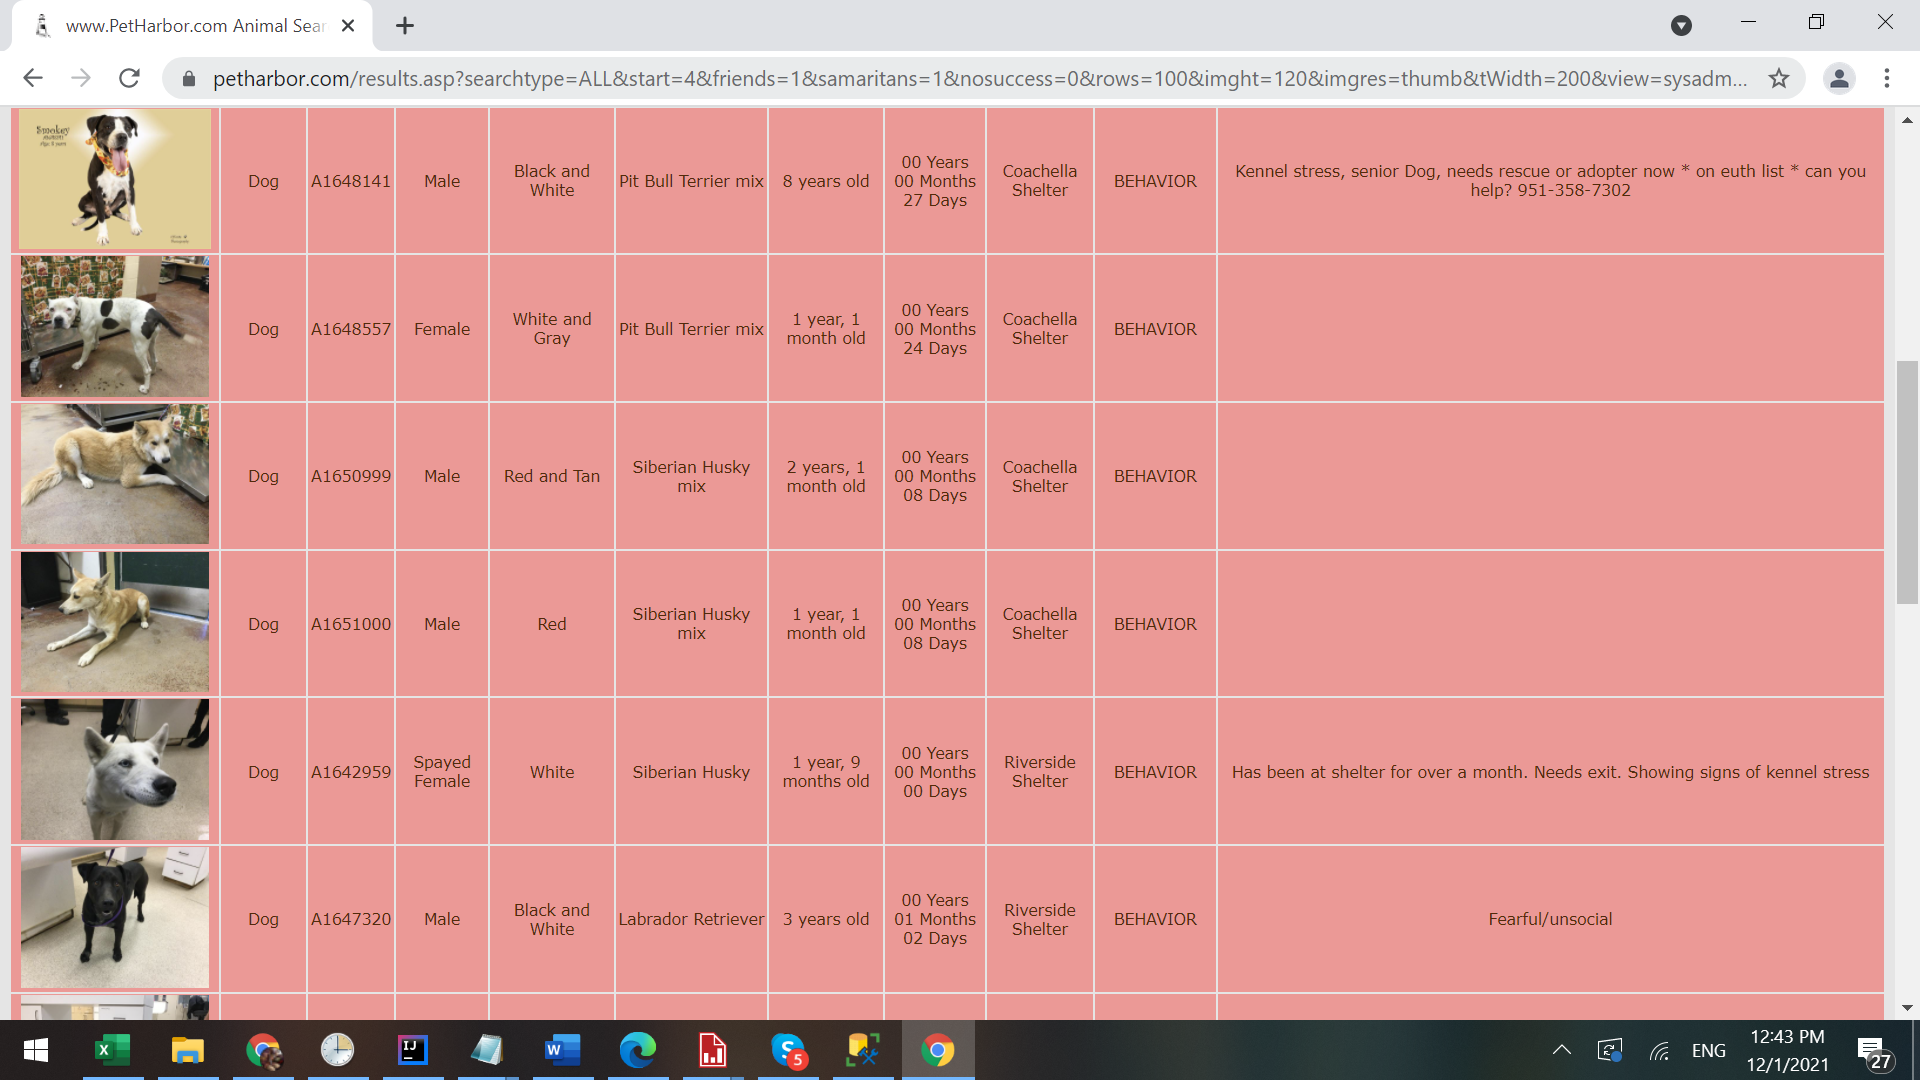 www.PetHarbor.com Animal Sear
petharbor.com/results.asp?searchtype=ALL&start=4&friends=1&samaritans=1&nosuccess=0&rows=100&imght=120&imgres=thumb&tWidth=200&view=sysadm...
Smokey
Dog
A1648141
Male
Black and
White
Pit Bull Terrier mix
8 years old
00 Years
00 Months
27 Days
Coachella
Shelter
BEHAVIOR
Kennel stress, senior Dog, needs rescue or adopter now * on euth list * can you
help? 951-358-7302
Dog
A1648557
Female
White and
Gray
Pit Bull Terrier mix
1 year, 1
month old
00 Years
00 Months
24 Days
Coachella
Shelter
BEHAVIOR
Dog
A1650999
Male
Red and Tan
Siberian Husky
mix
2 years, 1
month old
00 Years
00 Months
08 Days
Coachella
Shelter
BEHAVIOR
Dog
A1651000
Male
Red
Siberian Husky
mix
1 year, 1
month old
00 Years
00 Months
08 Days
Coachella
Shelter
BEHAVIOR
Dog
A1642959
Spayed
Female
White
Siberian Husky
1 year, 9
months old
00 Years
00 Months
00 Days
Riverside
Shelter
BEHAVIOR
Has been at shelter for over a month. Needs exit. Showing signs of kennel stress
Dog
A1647320
Male
Black and
White
Labrador Retriever
3 years old
00 Years
01 Months
02 Days
Riverside
Shelter
BEHAVIOR
Fearful/unsocial
X
IJ
W
S
5
ENG
12:43 PM
12/1/2021
27